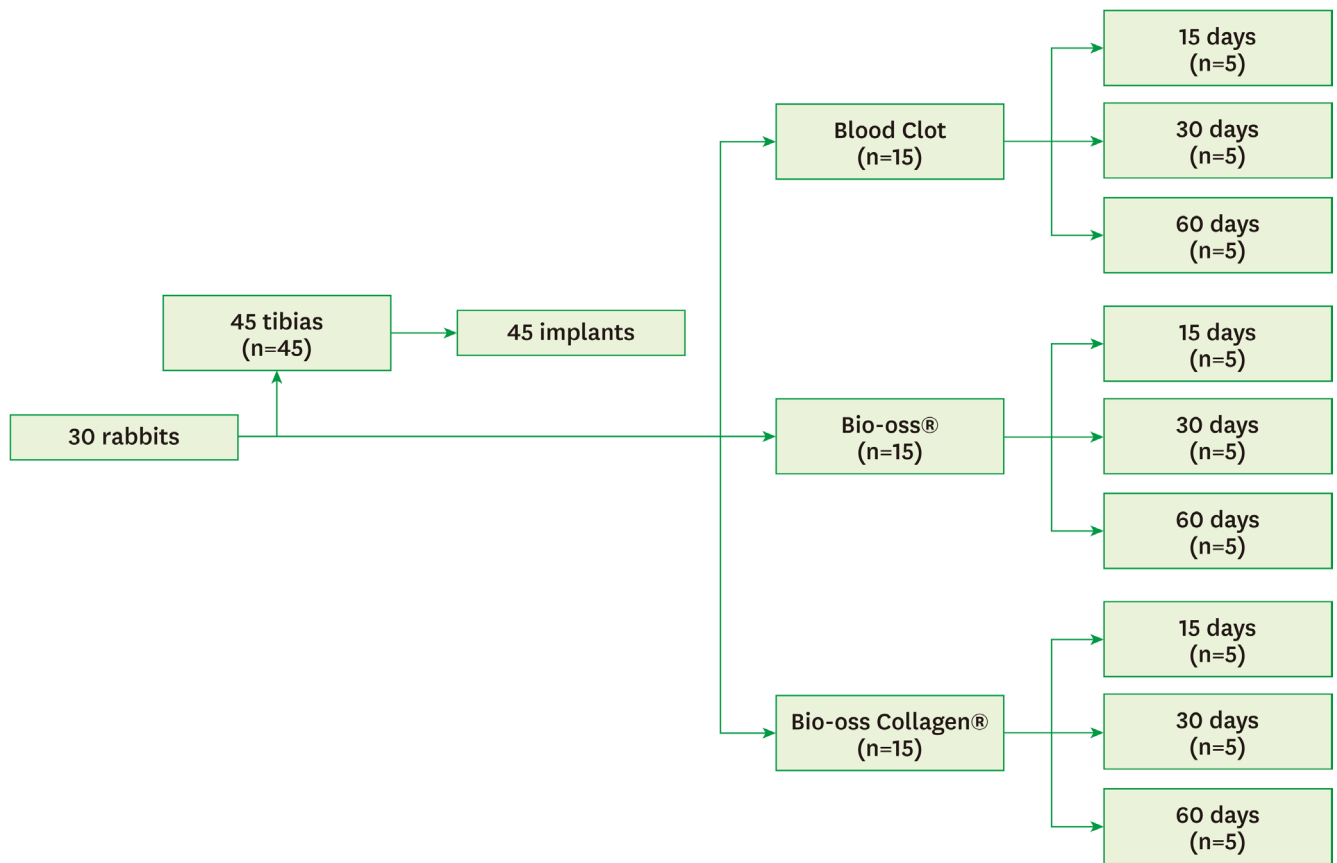 30 rabbits
45 tibias
(n=45)
45 implants
Blood Clot
(n=15)
15 days
(n=5)
30 days
(n=5)
60 days
(n=5)
Bio-oss®
(n=15)
15 days
(n=5)
30 days
(n=5)
60 days
(n=5)
Bio-oss Collagen®
(n=15)
15 days
(n=5)
30 days
(n=5)
60 days
(n=5)